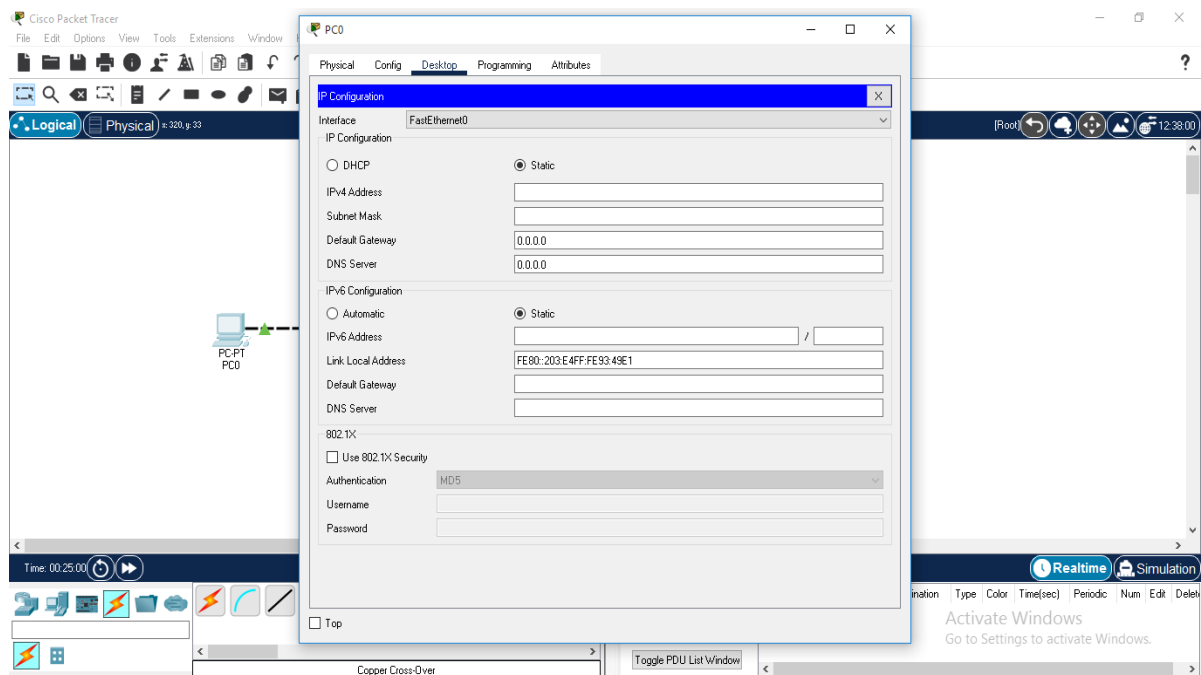 Cisco Packet Tracer
File Edit Options View Tools Extensions Window
PC0
Physical Config Desktop Programming Attributes
IP Configuration
X
Interface FastEthernet0
IP Configuration
DHCP Static
IPv4 Address
Subnet Mask
Default Gateway 0.0.0.0
DNS Server 0.0.0.0
IPv6 Configuration
Automatic Static
IPv6 Address /
Link Local Address FE80::203:E4FF:FE93:49E1
Default Gateway
DNS Server
802.1X
Use 802.1X Security
Authentication MD5
Username
Password
Top
?
Logical Physical x: 320, y: 33
[Root] 12:38:00
PC-PT
PC0
Time: 00:25:00
Realtime Simulation
Copper Cross-Over
Toggle PDU List Window
ination Type Color Time(sec) Periodic Num Edit Delet
Activate Windows
Go to Settings to activate Windows.